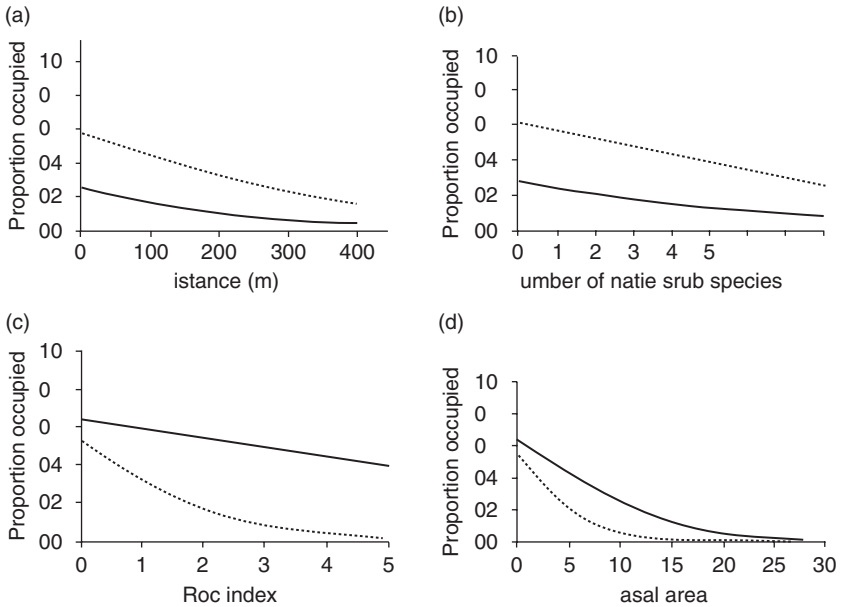 (a)
Proportion occupied
10
0
0
04
02
00
0 100 200 300 400
istance (m)
(b)
Proportion occupied
10
0
0
04
02
00
0 1 2 3 4 5
umber of natie srub species
(c)
Proportion occupied
10
0
0
04
02
00
0 1 2 3 4 5
Roc index
(d)
Proportion occupied
10
0
0
04
02
00
0 5 10 15 20 25 30
asal area